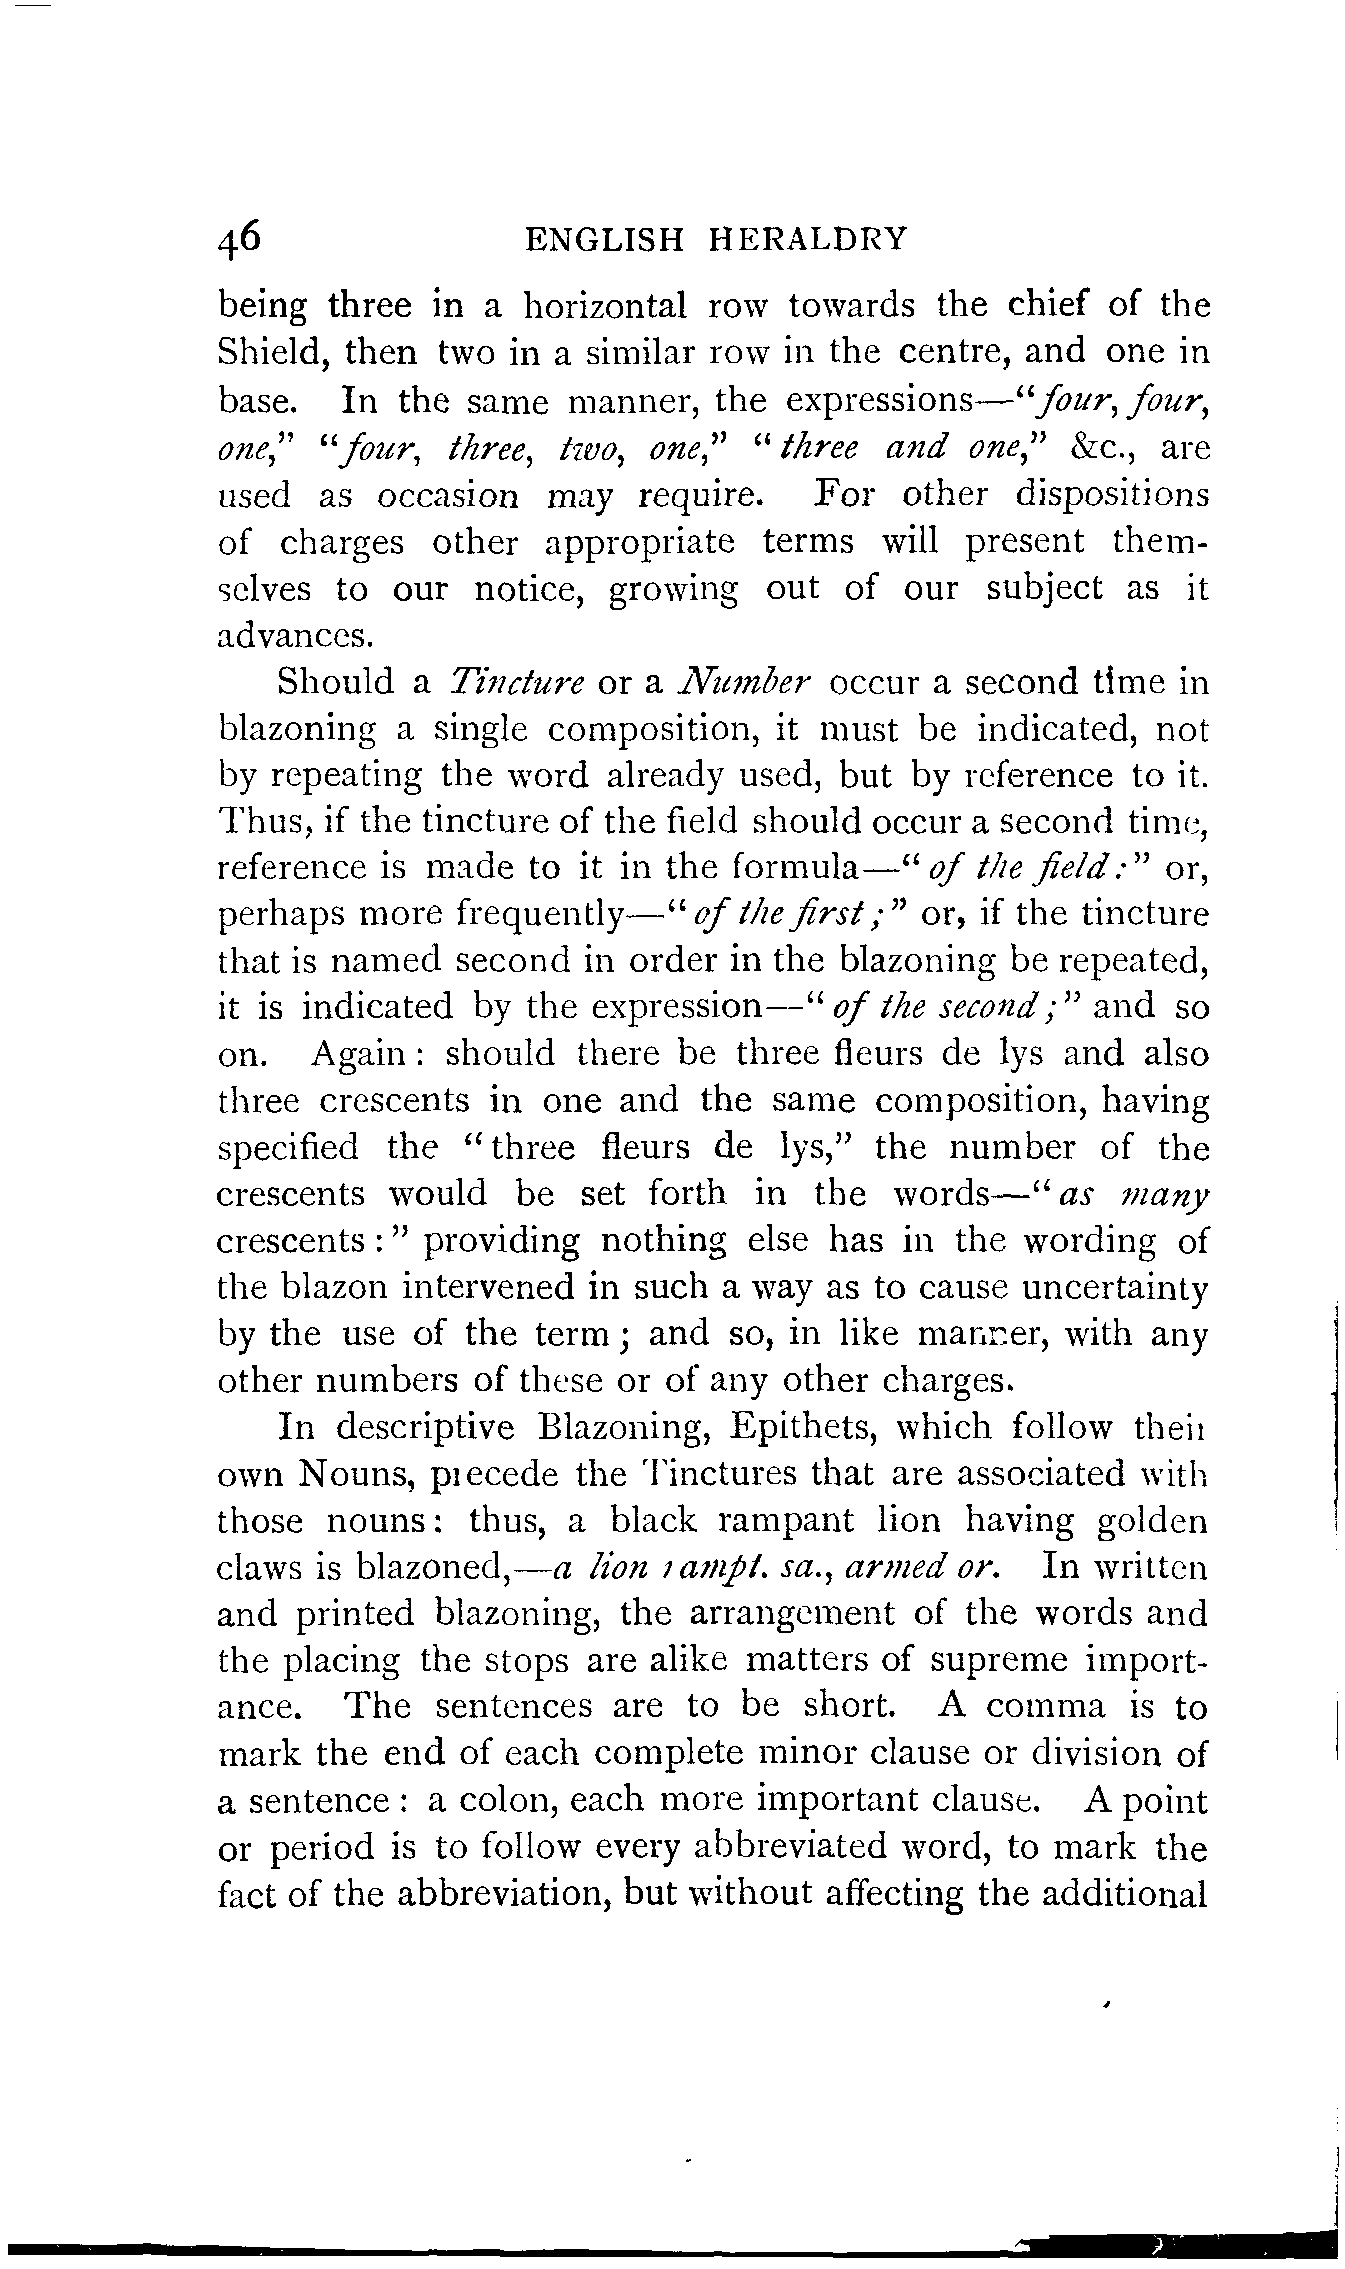 46 ENGLISH HERALDRY
being three in a horizontal row towards the chief of the
Shield, then two in a similar row in the centre, and one in
base. In the same manner, the expressions—“four, four,
one,” “four, three, two, one,” “three and one,” &c., are
used as occasion may require. For other dispositions
of charges other appropriate terms will present them-
selves to our notice, growing out of our subject as it
advances.
Should a Tincture or a Number occur a second time in
blazoning a single composition, it must be indicated, not
by repeating the word already used, but by reference to it.
Thus, if the tincture of the field should occur a second time,
reference is made to it in the formula—“of the field:” or,
perhaps more frequently—“of the first;” or, if the tincture
that is named second in order in the blazoning be repeated,
it is indicated by the expression—“of the second;” and so
on. Again: should there be three fleurs de lys and also
three crescents in one and the same composition, having
specified the “three fleurs de lys,” the number of the
crescents would be set forth in the words—“as many
crescents:” providing nothing else has in the wording of
the blazon intervened in such a way as to cause uncertainty
by the use of the term; and so, in like manner, with any
other numbers of these or of any other charges.
In descriptive Blazoning, Epithets, which follow their
own Nouns, precede the Tinctures that are associated with
those nouns: thus, a black rampant lion having golden
claws is blazoned,—a lion rampt. sa., armed or. In written
and printed blazoning, the arrangement of the words and
the placing the stops are alike matters of supreme import-
ance. The sentences are to be short. A comma is to
mark the end of each complete minor clause or division of
a sentence: a colon, each more important clause. A point
or period is to follow every abbreviated word, to mark the
fact of the abbreviation, but without affecting the additional